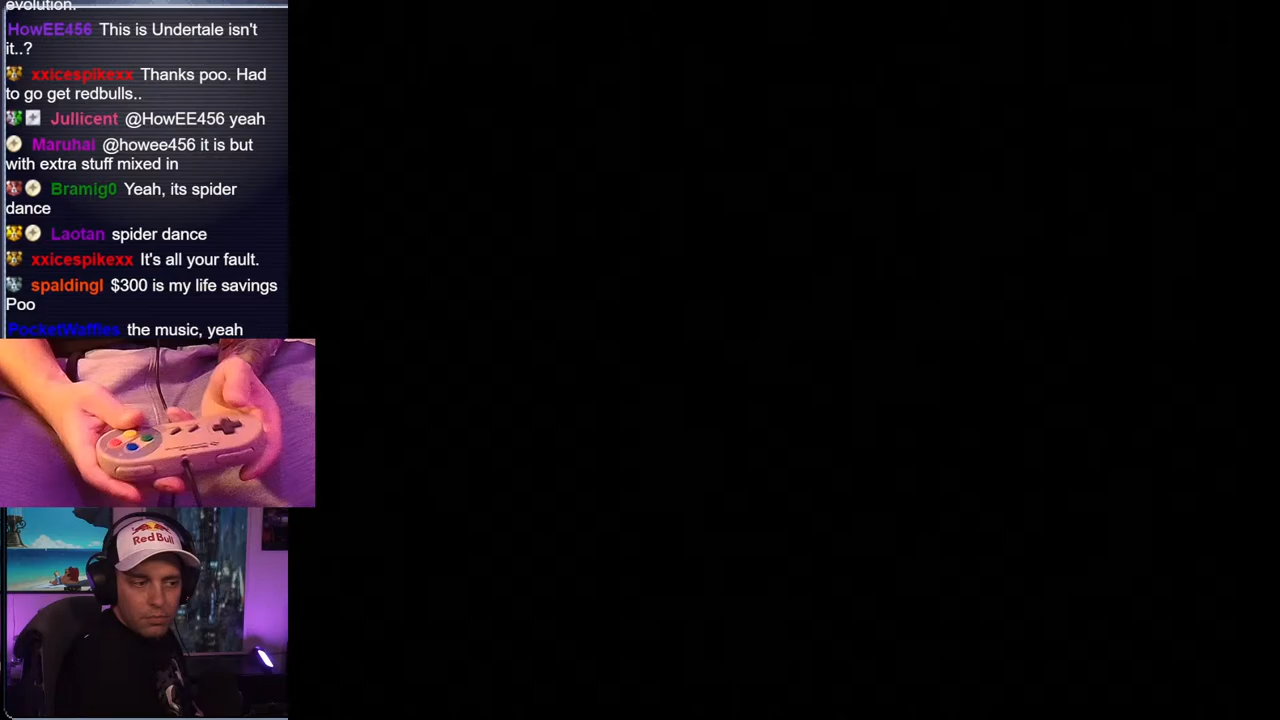 evolution.
HowEE456 This is Undertale isn't
it..?
xxicespikexx Thanks poo. Had
to go get redbulls..
Jullicent @HowEE456 yeah
Maruhai @howee456 it is but
with extra stuff mixed in
Bramig0 Yeah, its spider
dance
Laotan spider dance
xxicespikexx It's all your fault.
spaldingl $300 is my life savings
Poo
PocketWaffles the music, yeah
Red Bull